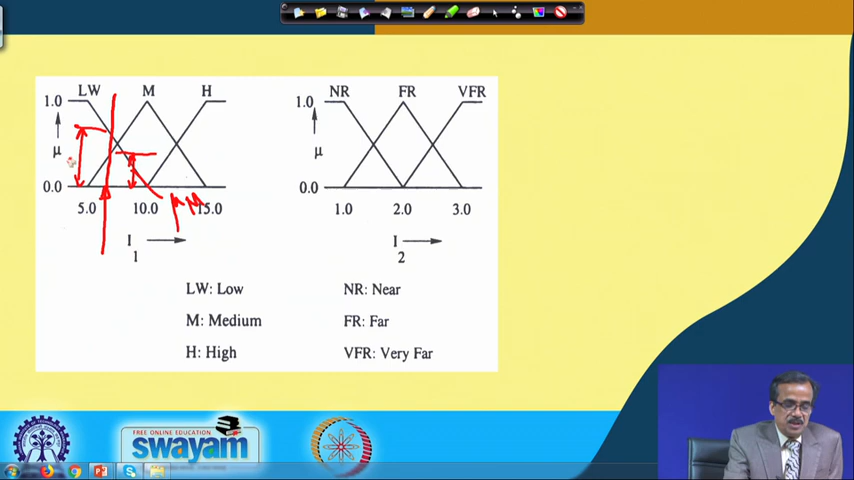 LW M H
1.0
μ
0.0
5.0 10.0 15.0
I
1
μM
NR FR VFR
1.0
μ
0.0
1.0 2.0 3.0
I
2
LW: Low
M: Medium
H: High
NR: Near
FR: Far
VFR: Very Far
FREE ONLINE EDUCATION
swayam